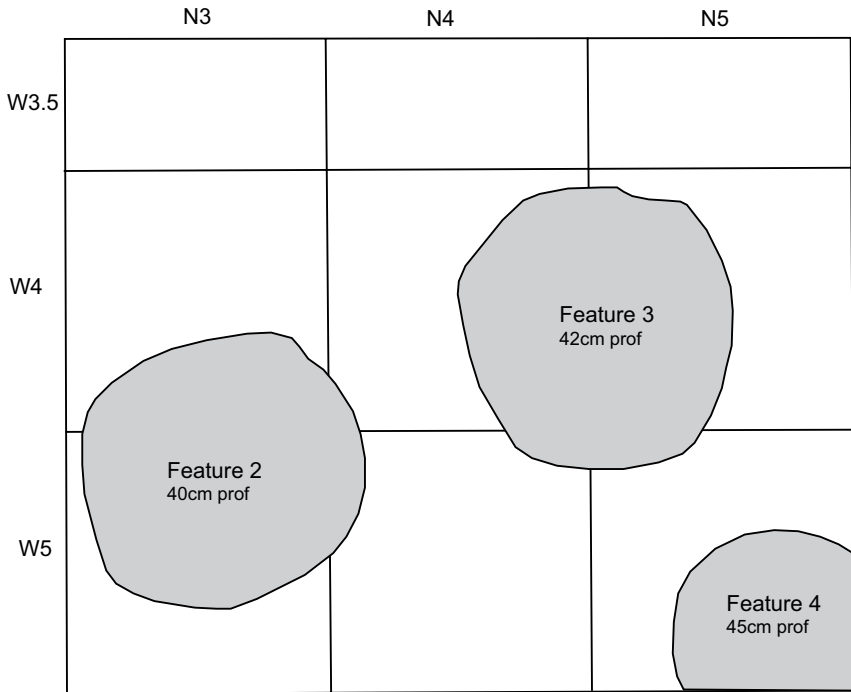 N3 N4 N5
W3.5
W4
Feature 3
42cm prof
Feature 2
40cm prof
W5
Feature 4
45cm prof